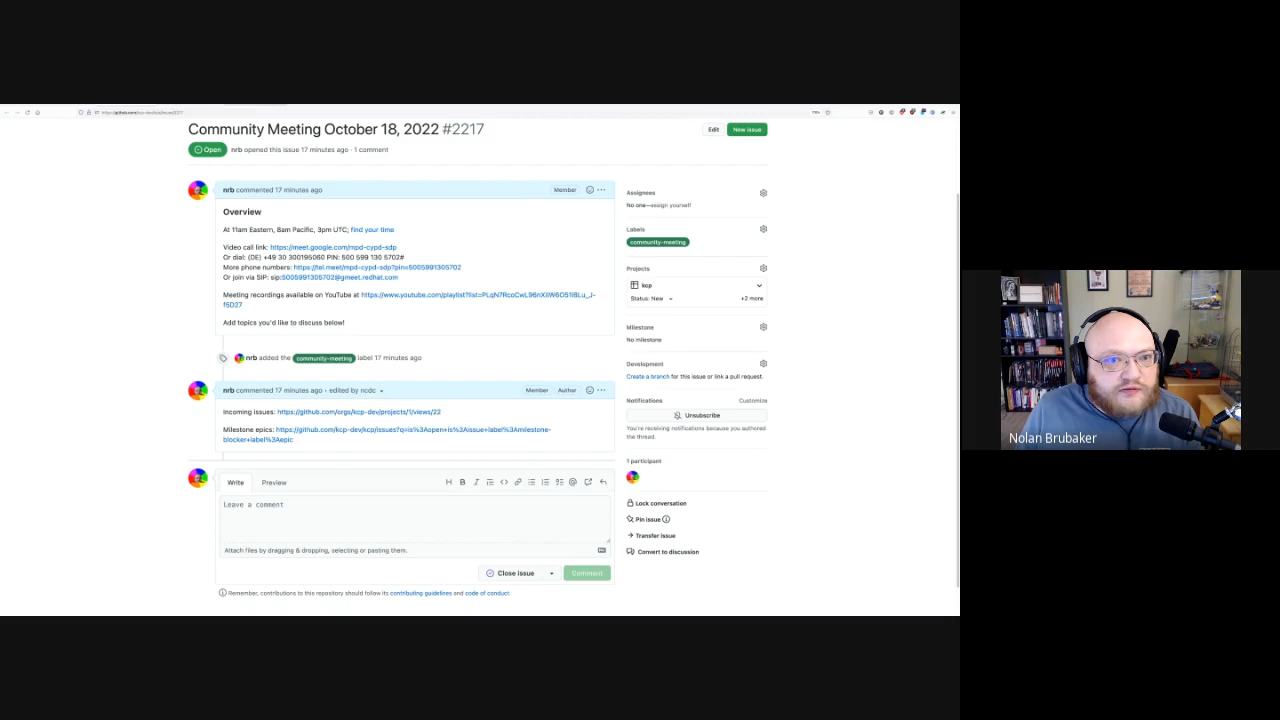 Community Meeting October 18, 2022 #2217
Edit
New issue
Open
nrb opened this issue 17 minutes ago · 1 comment
nrb commented 17 minutes ago
Member
Overview
At 11am Eastern, 8am Pacific, 3pm UTC; find your time
Video call link: https://meet.google.com/mpd-cypd-sdp
Or dial: (DE) +49 30 300195060 PIN: 500 599 130 5702#
More phone numbers: https://tel.meet/mpd-cypd-sdp?pin=5005991305702
Or join via SIP: sip:5005991305702@gmeet.redhat.com
Meeting recordings available on YouTube at
Add topics you'd like to discuss below!
nrb added the community-meeting label 17 minutes ago
nrb commented 17 minutes ago · edited by ncdc
Member
Author
Incoming issues: https://github.com/orgs/kcp-dev/projects/1/views/22
Milestone epics: https://github.com/kcp-dev/kcp/issues?q=is%3Aopen+is%3Aissue+label%3Amilestone-
blocker+label%3Aepic
Write
Preview
Leave a comment
Attach files by dragging & dropping, selecting or pasting them.
Close issue
Comment
Remember, contributions to this repository should follow its contributing guidelines and code of conduct.
Assignees
No one—assign yourself
Labels
community-meeting
Projects
kcp
Status: New
+2 more
Milestone
No milestone
Development
Create a branch for this issue or link a pull request.
Notifications
Customize
Unsubscribe
You're receiving notifications because you authored
the thread.
1 participant
Lock conversation
Pin issue
Transfer issue
Convert to discussion
Nolan Brubaker